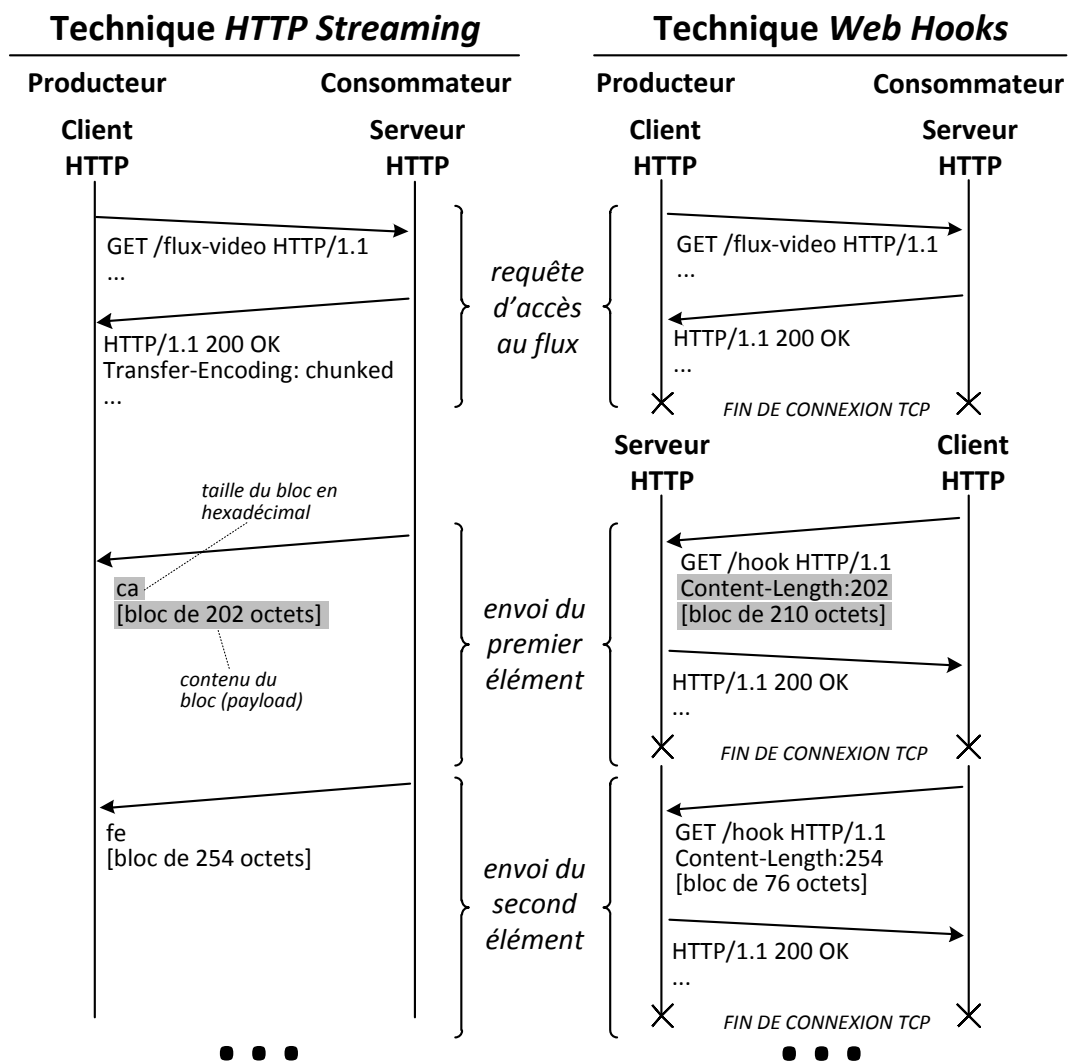 Technique HTTP Streaming
Producteur Consommateur
Client HTTP
Serveur HTTP
GET /flux-video HTTP/1.1
...
HTTP/1.1 200 OK
Transfer-Encoding: chunked
...
taille du bloc en
hexadécimal
ca
[bloc de 202 octets]
contenu du
bloc (payload)
fe
[bloc de 254 octets]
requête
d'accès
au flux
envoi du
premier
élément
envoi du
second
élément
Technique Web Hooks
Producteur Consommateur
Client HTTP
Serveur HTTP
GET /flux-video HTTP/1.1
...
HTTP/1.1 200 OK
...
FIN DE CONNEXION TCP
Serveur HTTP
Client HTTP
GET /hook HTTP/1.1
Content-Length:202
[bloc de 210 octets]
HTTP/1.1 200 OK
...
FIN DE CONNEXION TCP
GET /hook HTTP/1.1
Content-Length:254
[bloc de 76 octets]
HTTP/1.1 200 OK
...
FIN DE CONNEXION TCP